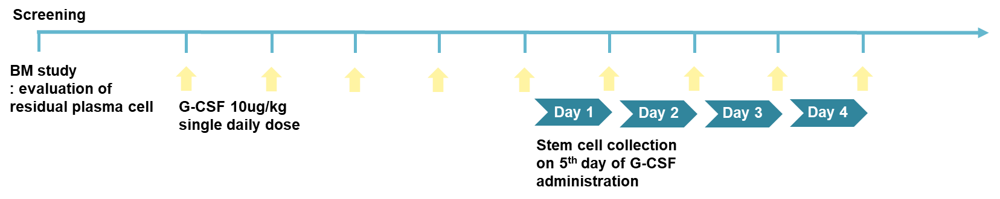 Screening
BM study
: evaluation of
residual plasma cell
G-CSF 10ug/kg
single daily dose
Day 1
Day 2
Day 3
Day 4
Stem cell collection
on 5th day of G-CSF
administration